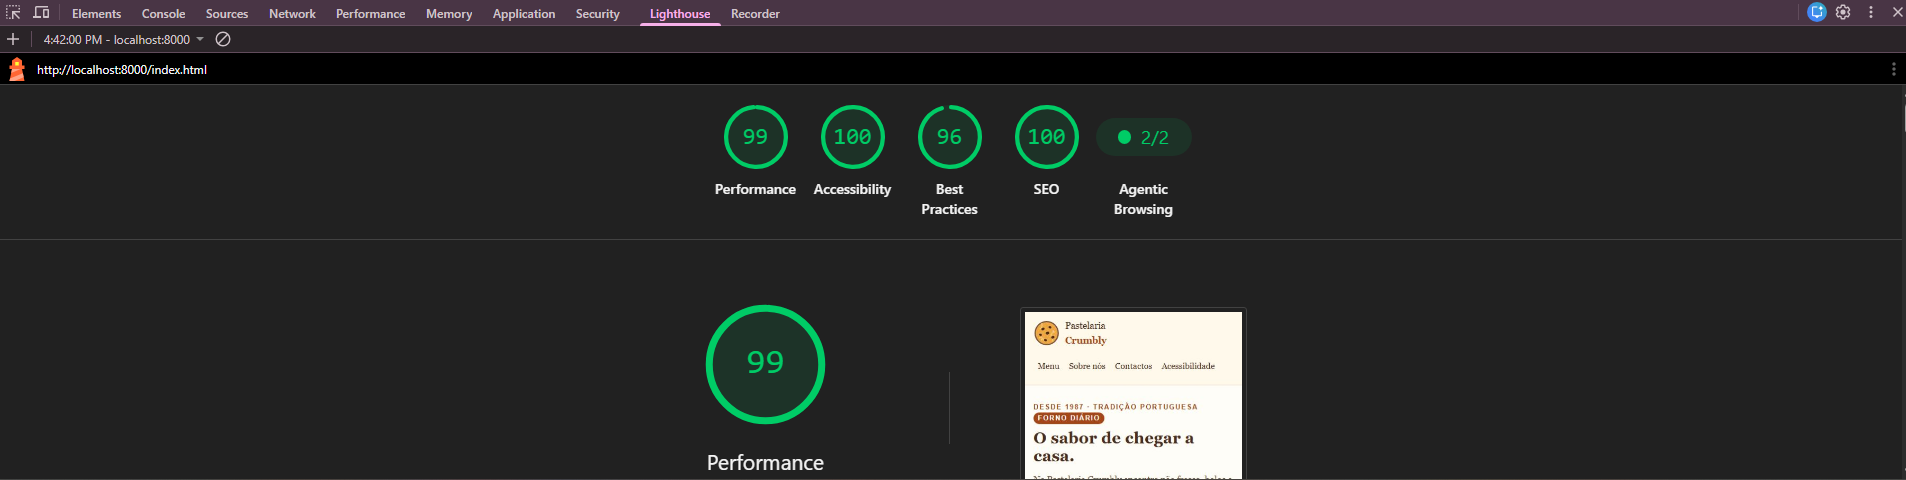 Elements Console Sources Network Performance Memory Application Security Lighthouse Recorder
4:42:00 PM - localhost:8000
http://localhost:8000/index.html
99 100 96 100 2/2
Performance Accessibility Best Practices SEO Agentic Browsing
99
Performance
Pastelaria
Crumbly
Menu Sobre nós Contactos Acessibilidade
DESDE 1987 · TRADIÇÃO PORTUGUESA
FORNO DIÁRIO
O sabor de chegar a
casa.